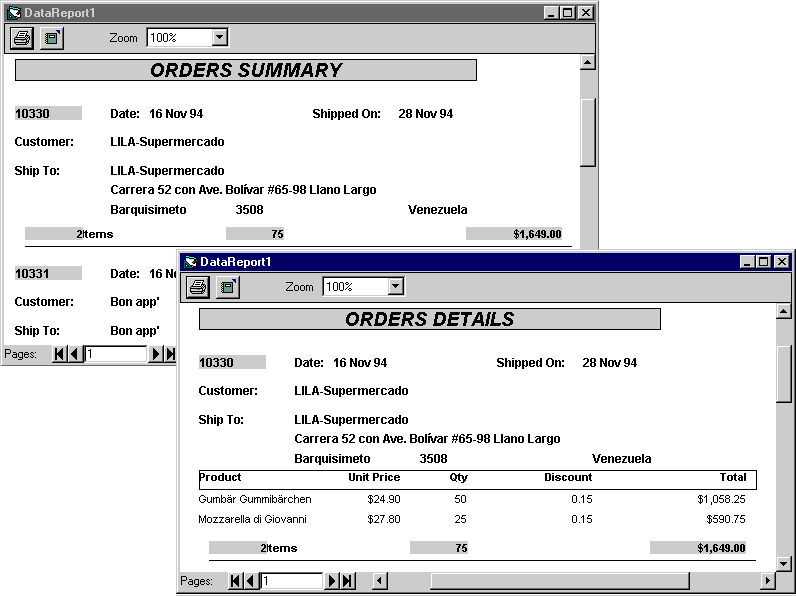 DataReport1
Zoom 100%
ORDERS SUMMARY
10330 Date: 16 Nov 94 Shipped On: 28 Nov 94
Customer: LILA-Supermercado
Ship To: LILA-Supermercado
Carrera 52 con Ave. Bolívar #65-98 Llano Largo
Barquisimeto 3508 Venezuela
2Items 75 $1,649.00
10331 Date: 16 N
Customer: Bon app'
Ship To: Bon app'
Pages: 1
DataReport1
Zoom 100%
ORDERS DETAILS
10330 Date: 16 Nov 94 Shipped On: 28 Nov 94
Customer: LILA-Supermercado
Ship To: LILA-Supermercado
Carrera 52 con Ave. Bolívar #65-98 Llano Largo
Barquisimeto 3508 Venezuela
Product Unit Price Qty Discount Total
Gumbär Gummibärchen $24.90 50 0.15 $1,058.25
Mozzarella di Giovanni $27.80 25 0.15 $590.75
2Items 75 $1,649.00
Pages: 1